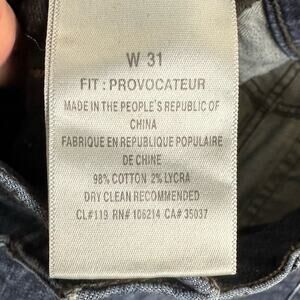 W 31
FIT : PROVOCATEUR
MADE IN THE PEOPLE'S REPUBLIC OF
CHINA
FABRIQUE EN REPUBLIQUE POPULAIRE
DE CHINE
98% COTTON 2% LYCRA
DRY CLEAN RECOMMENDED
CL#119 RN# 106214 CA# 35037